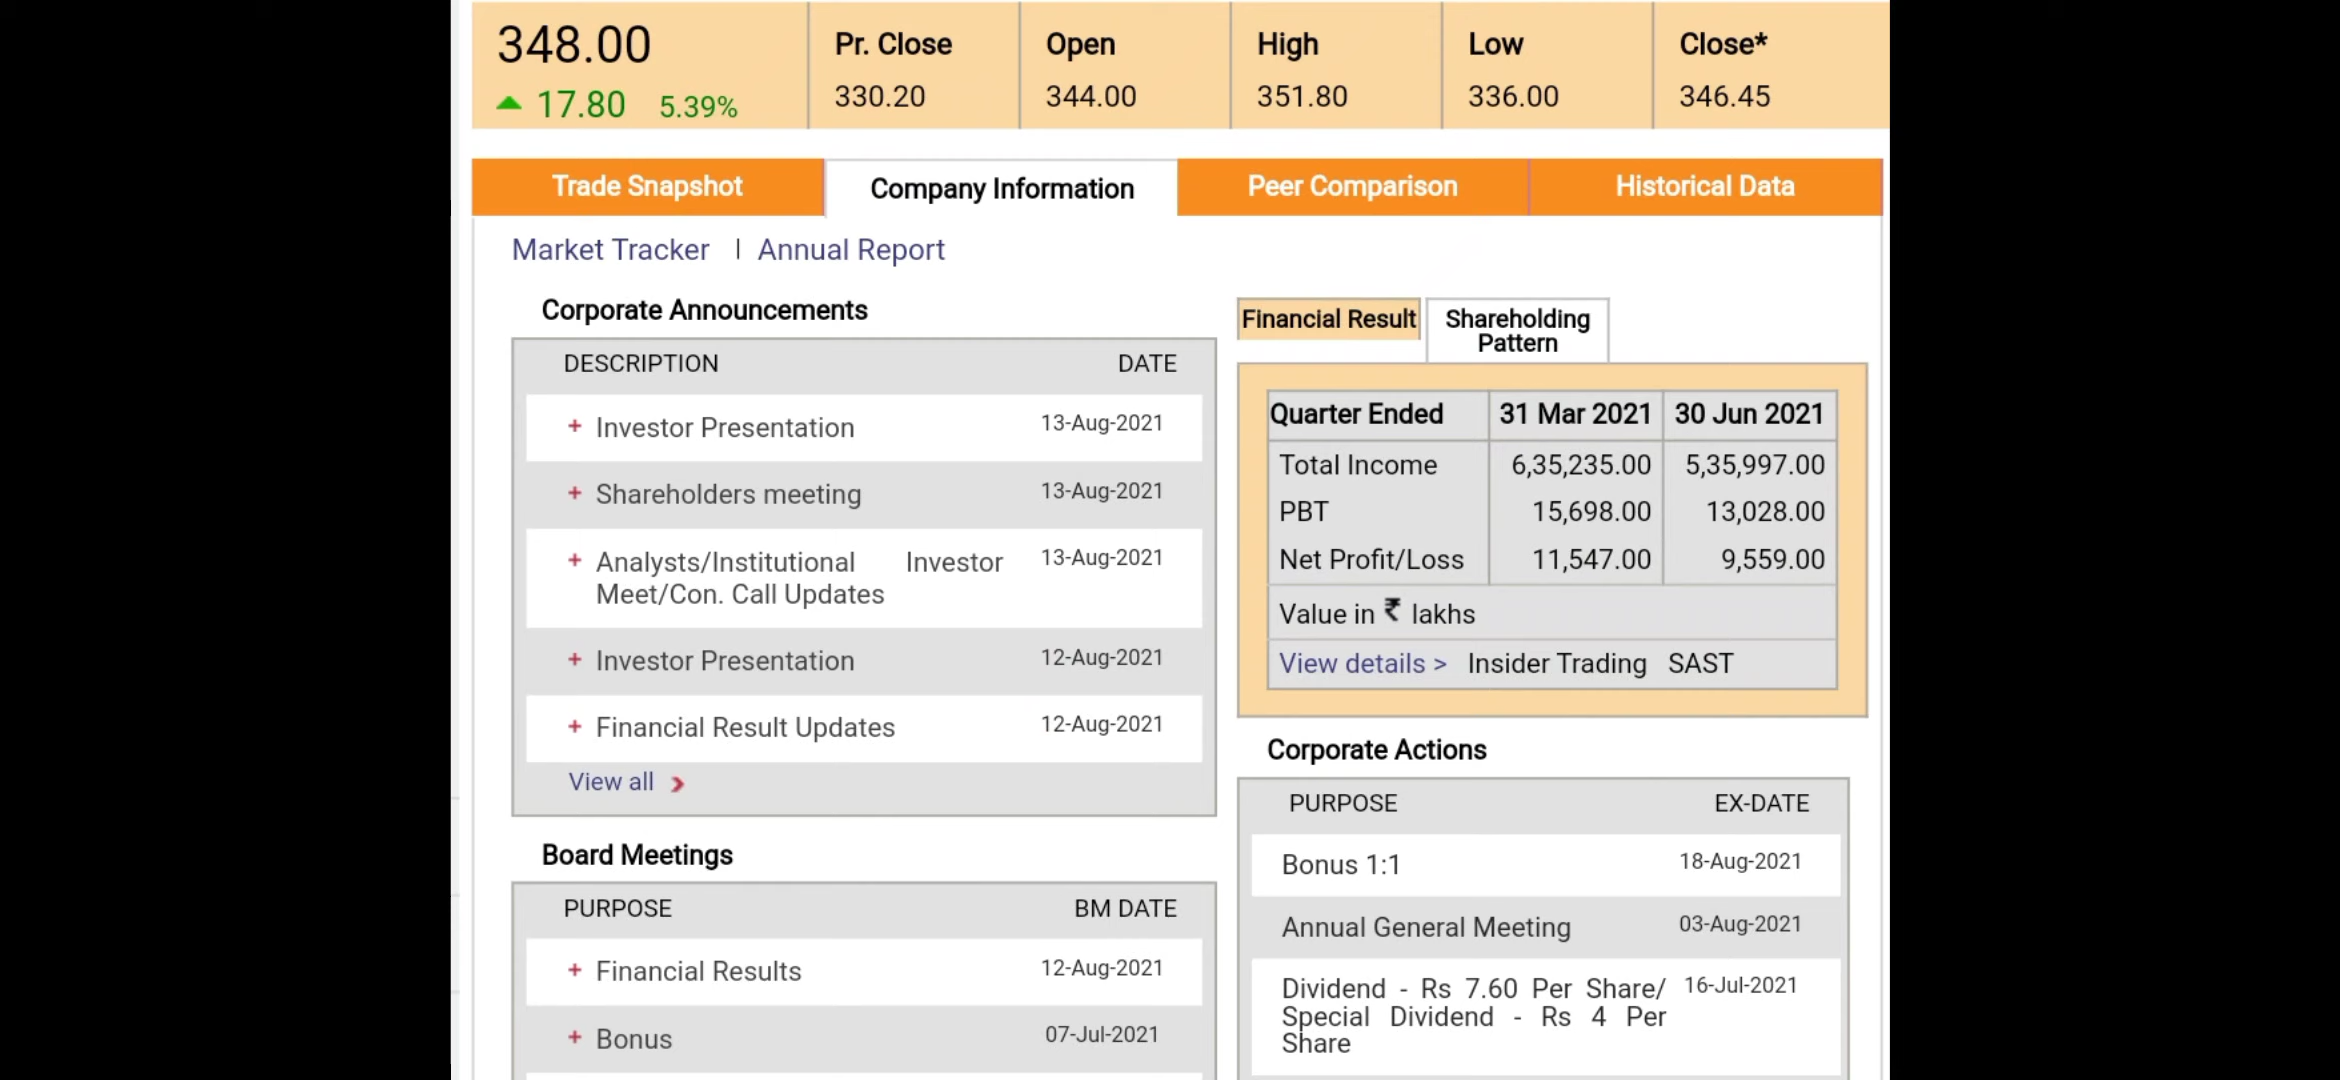 348.00
17.80 5.39%
Pr. Close
330.20
Open
344.00
High
351.80
Low
336.00
Close*
346.45
Trade Snapshot Company Information Peer Comparison Historical Data
Market Tracker | Annual Report
Corporate Announcements
DESCRIPTION DATE
+ Investor Presentation 13-Aug-2021
+ Shareholders meeting 13-Aug-2021
+ Analysts/Institutional Investor 13-Aug-2021
Meet/Con. Call Updates
+ Investor Presentation 12-Aug-2021
+ Financial Result Updates 12-Aug-2021
View all
Board Meetings
PURPOSE BM DATE
+ Financial Results 12-Aug-2021
+ Bonus 07-Jul-2021
Financial Result
Shareholding
Pattern
Quarter Ended 31 Mar 2021 30 Jun 2021
Total Income 6,35,235.00 5,35,997.00
PBT 15,698.00 13,028.00
Net Profit/Loss 11,547.00 9,559.00
Value in ₹ lakhs
View details > Insider Trading SAST
Corporate Actions
PURPOSE EX-DATE
Bonus 1:1 18-Aug-2021
Annual General Meeting 03-Aug-2021
Dividend - Rs 7.60 Per Share/ 16-Jul-2021
Special Dividend - Rs 4 Per
Share